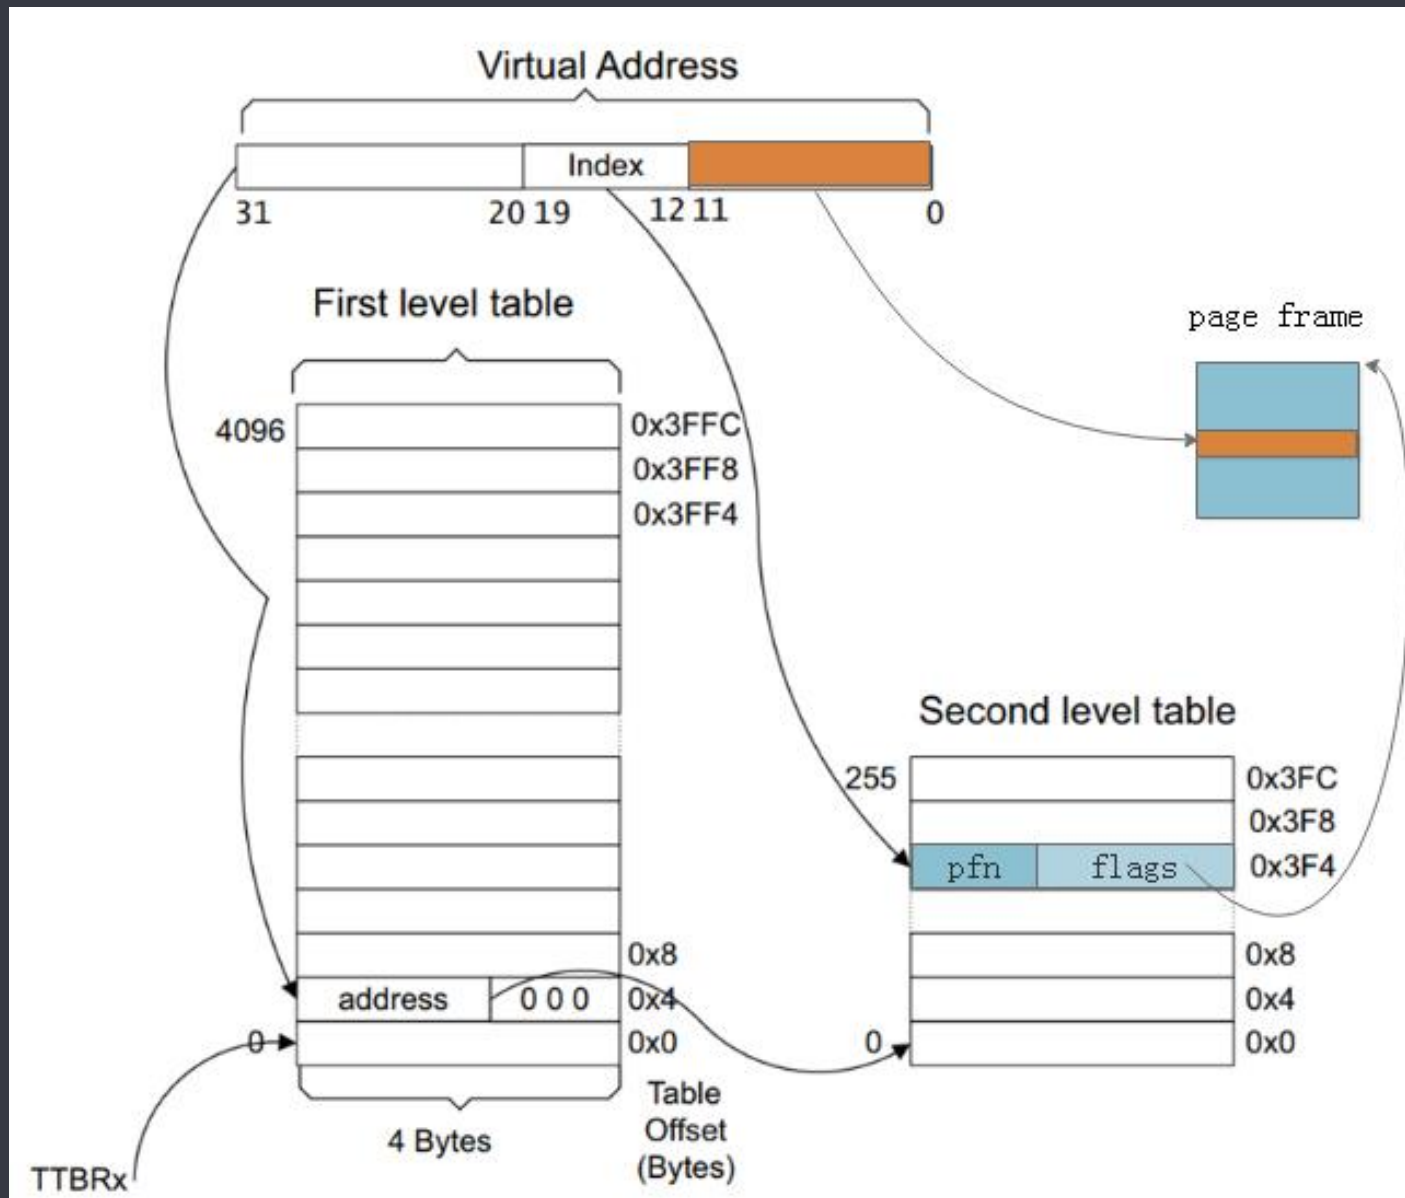 Virtual Address
Index
31
20 19
12 11
0
First level table
page frame
4096
0x3FFC
0x3FF8
0x3FF4
Second level table
255
0x3FC
0x3F8
pfn
flags
0x3F4
0x8
0x8
address
0 0 0
0x4
0x4
0
0x0
0
0x0
4 Bytes
Table
Offset
(Bytes)
TTBRx